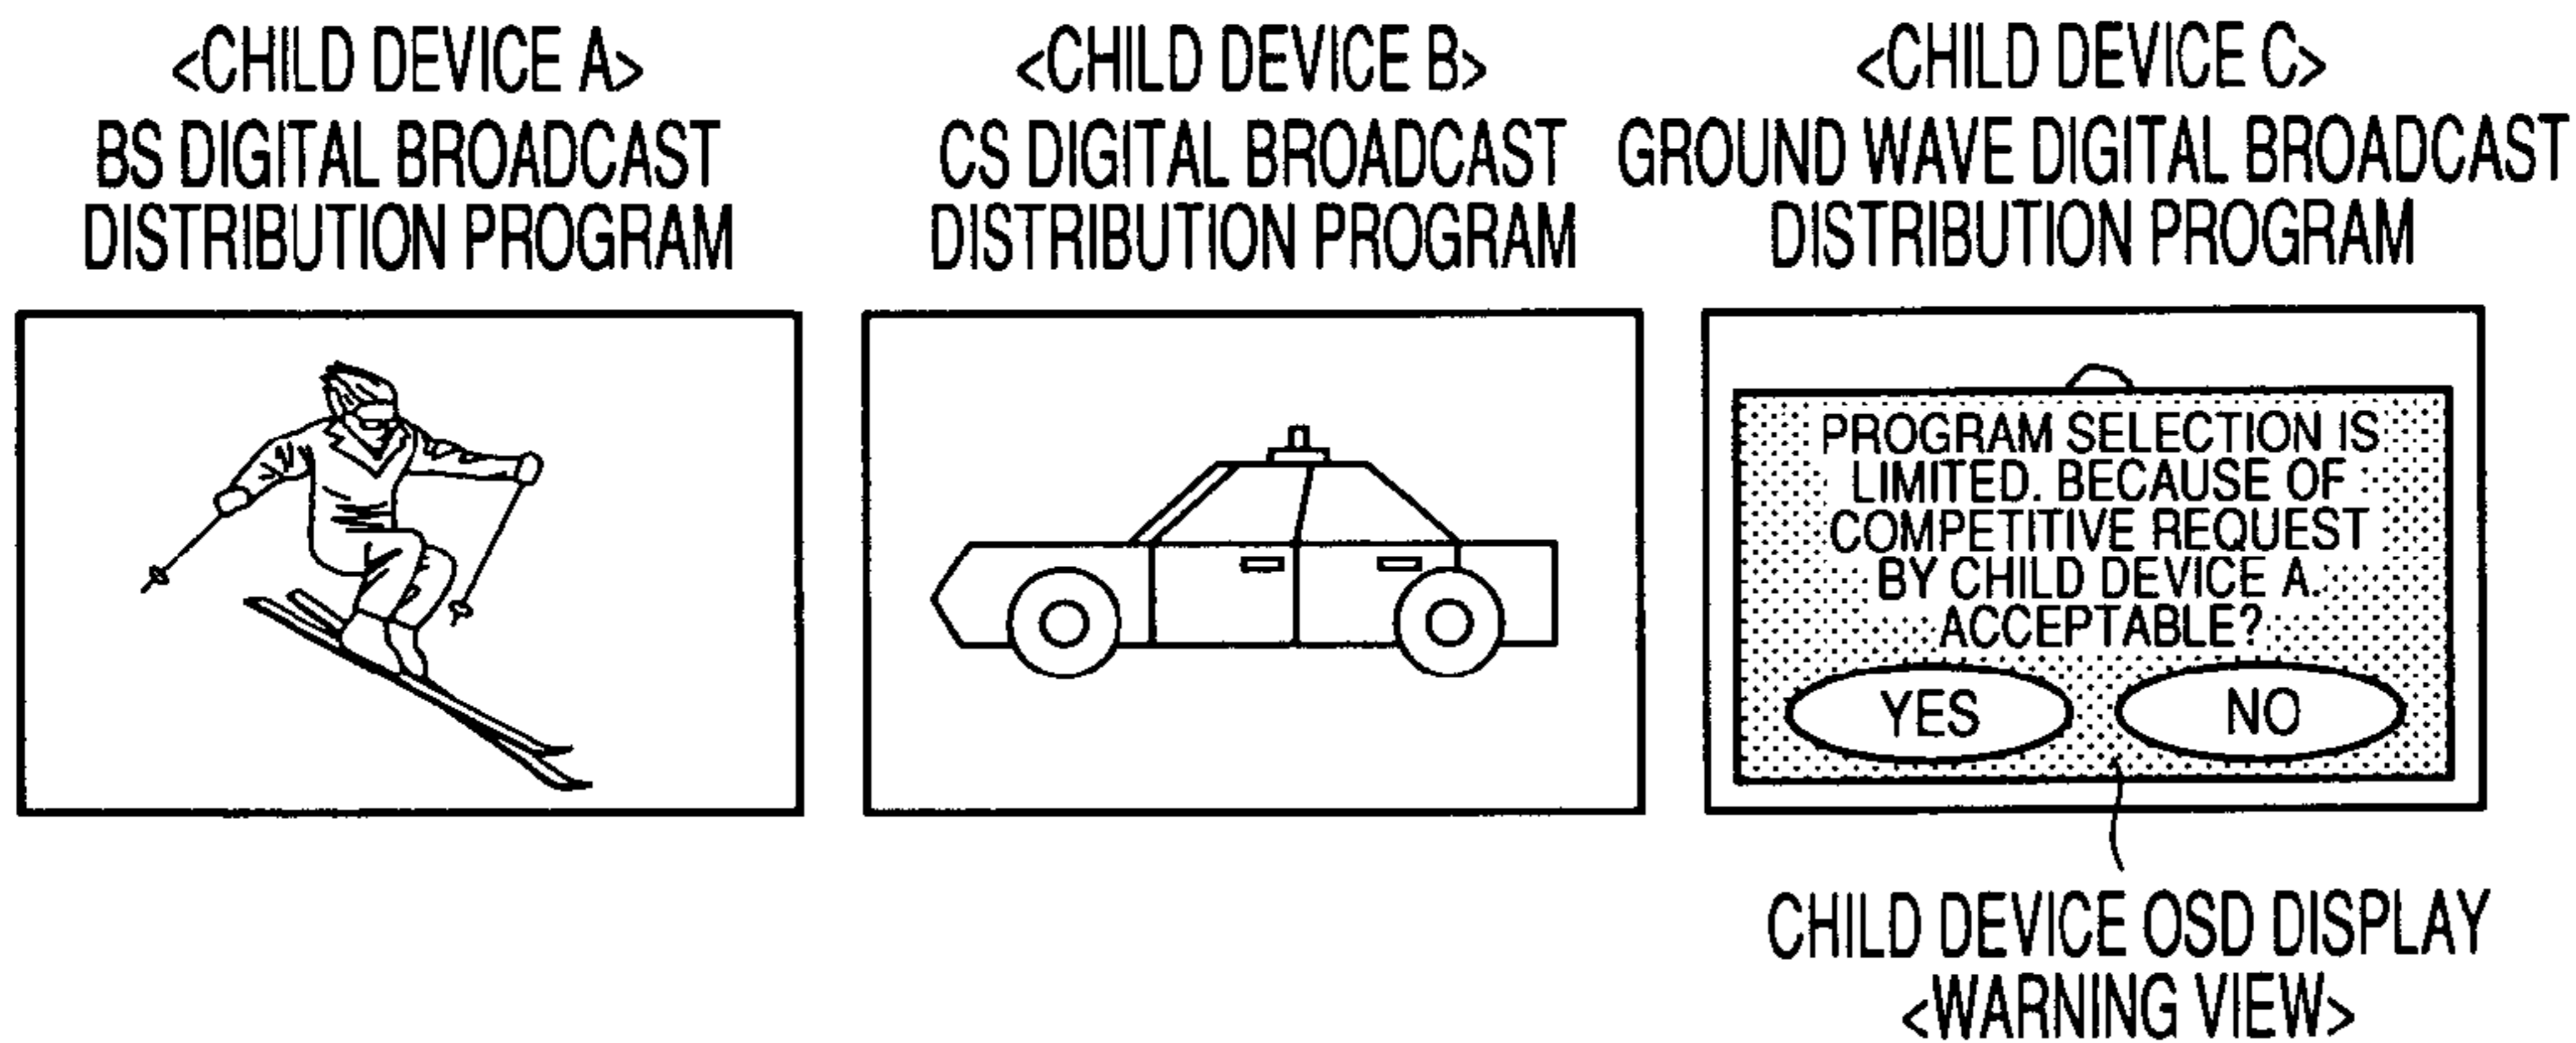 <CHILD DEVICE A>
BS DIGITAL BROADCAST
DISTRIBUTION PROGRAM
<CHILD DEVICE B>
CS DIGITAL BROADCAST
DISTRIBUTION PROGRAM
<CHILD DEVICE C>
GROUND WAVE DIGITAL BROADCAST
DISTRIBUTION PROGRAM
PROGRAM SELECTION IS
LIMITED. BECAUSE OF
COMPETITIVE REQUEST
BY CHILD DEVICE A.
ACCEPTABLE?
YES
NO
CHILD DEVICE OSD DISPLAY
<WARNING VIEW>